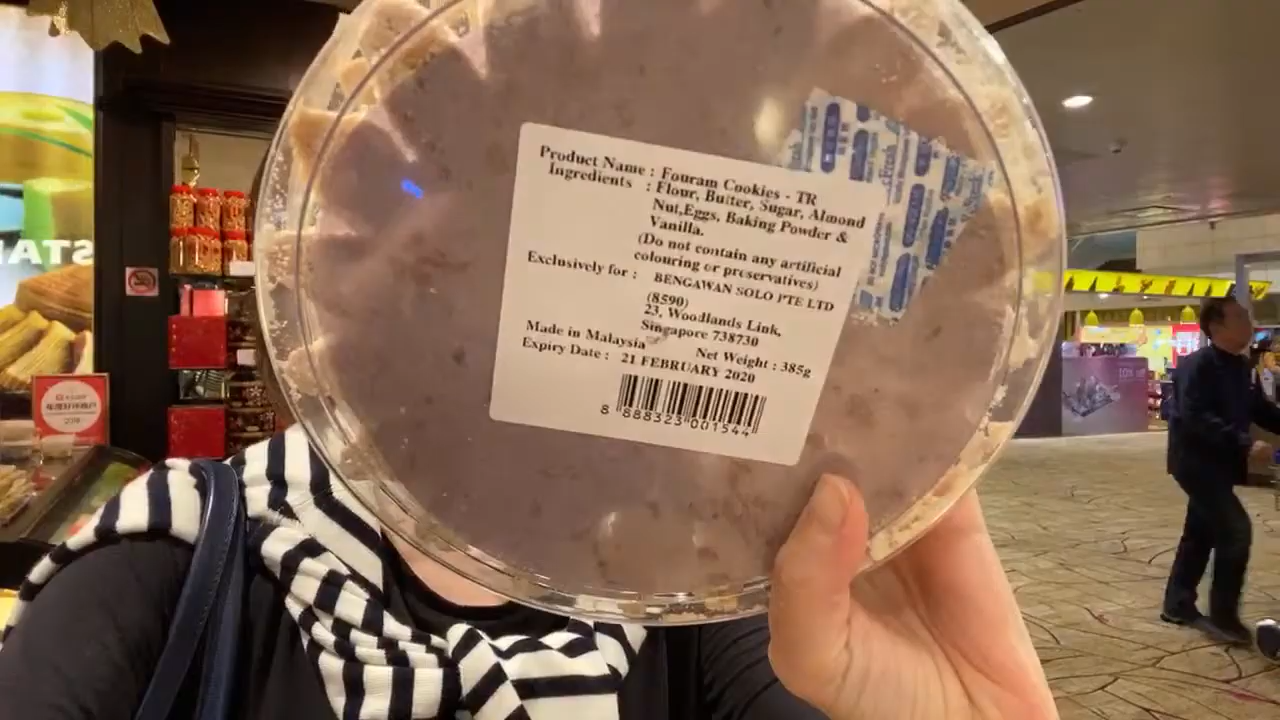 Product Name : Fouram Cookies - TR
Ingredients : Flour, Butter, Sugar, Almond
Nut,Eggs, Baking Powder &
Vanilla.
(Do not contain any artificial
colouring or preservatives)
Exclusively for : BENGAWAN SOLO PTE LTD
(8590)
23, Woodlands Link,
Singapore 738730
Made in Malaysia Net Weight : 385g
Expiry Date : 21 FEBRUARY 2020
8 888323 001544
STAR
10%